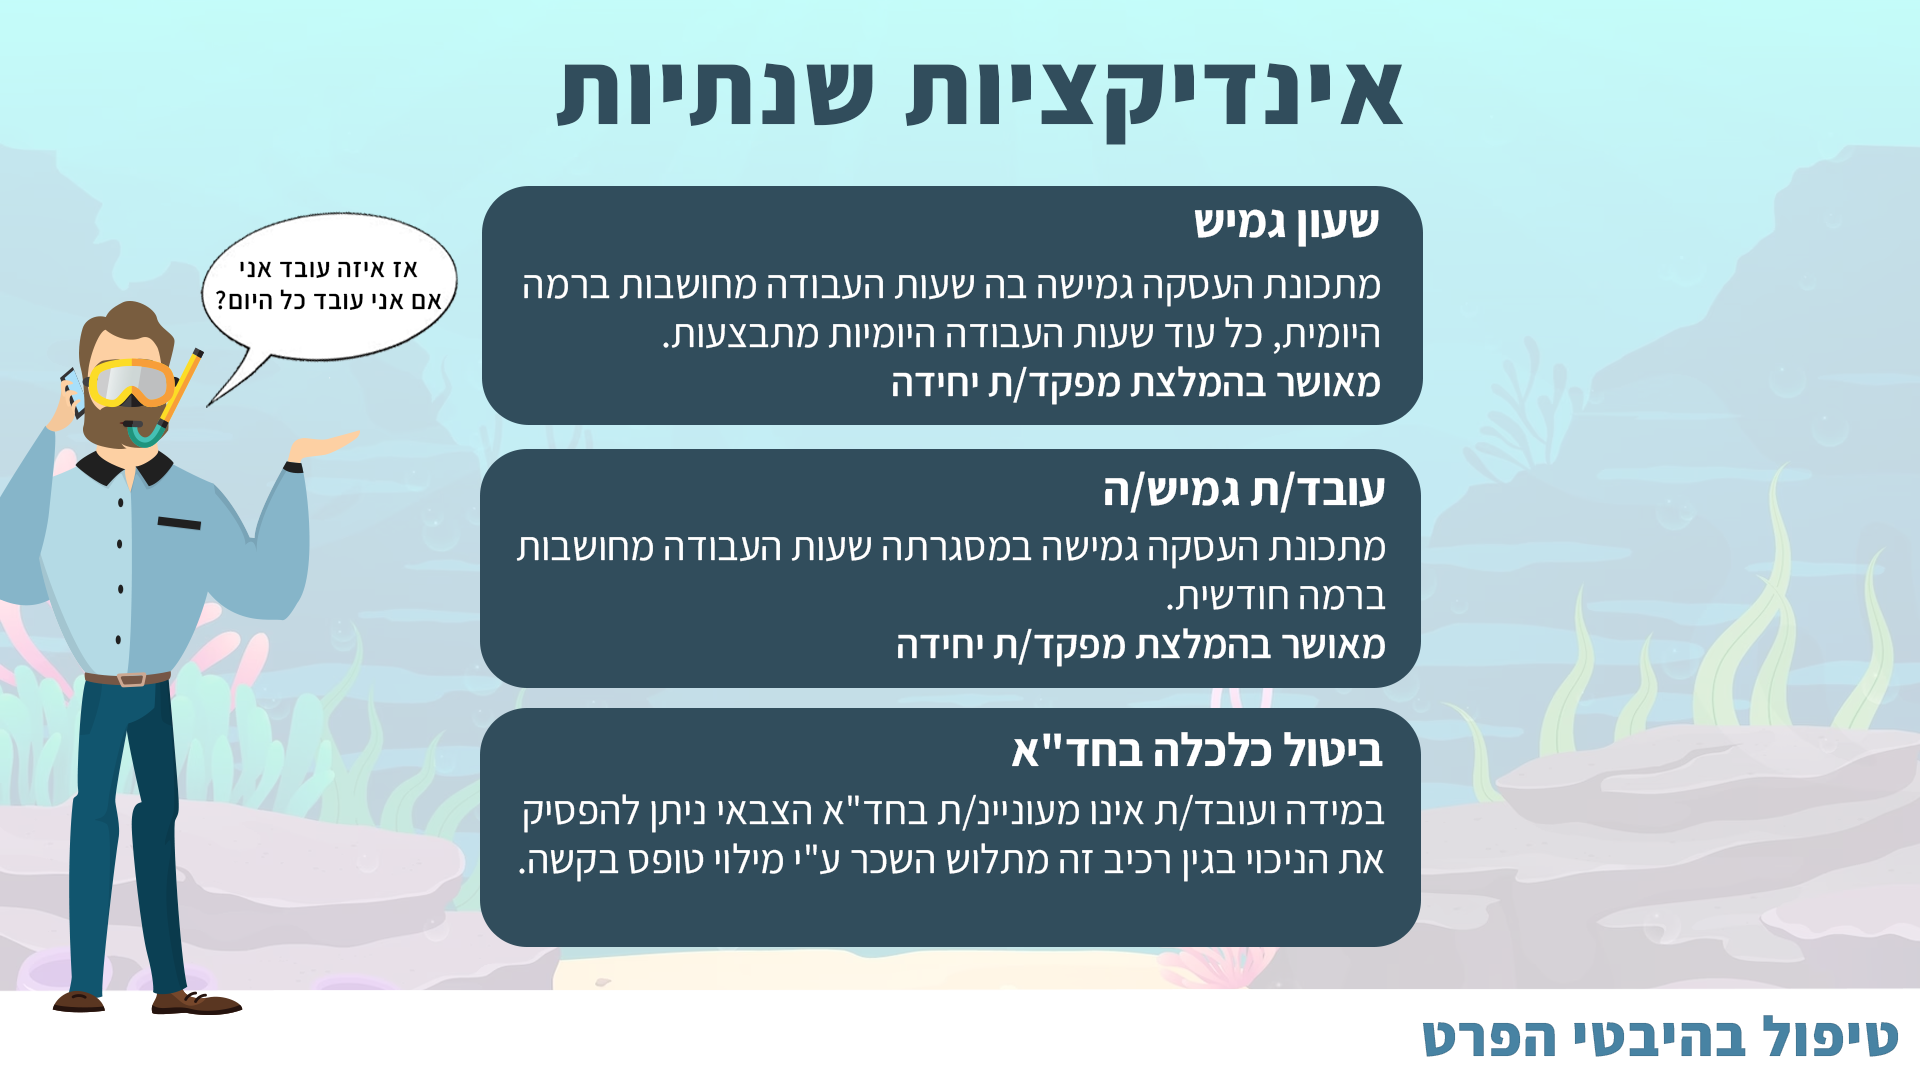 אינדיקציות שנתיות
אז איזה עובד אני
אם אני עובד כל היום?
שעון גמיש
מתכונת העסקה גמישה בה שעות העבודה מחושבות ברמה
היומית, כל עוד שעות העבודה היומיות מתבצעות.
מאושר בהמלצת מפקד/ת יחידה
עובד/ת גמיש/ה
מתכונת העסקה גמישה במסגרתה שעות העבודה מחושבות
ברמה חודשית.
מאושר בהמלצת מפקד/ת יחידה
ביטול כלכלה בחד"א
במידה ועובד/ת אינו מעוניינ/ת בחד"א הצבאי ניתן להפסיק
את הניכוי בגין רכיב זה מתלוש השכר ע"י מילוי טופס בקשה.
טיפול בהיבטי הפרט